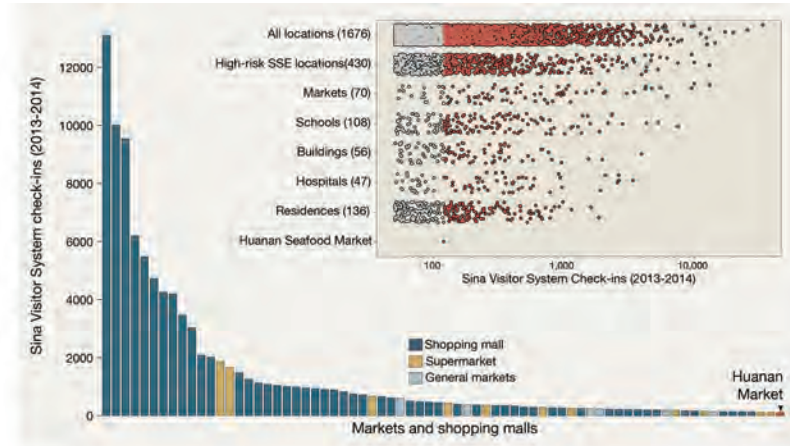 All locations (1676)
High-risk SSE locations(430)
Markets (70)
Schools (108)
Buildings (56)
Hospitals (47)
Residences (136)
Huanan Seafood Market
100
1,000
10,000
Sina Visitor System Check-ins (2013-2014)
Sina Visitor System check-ins (2013-2014)
12000
10000
8000
6000
4000
2000
0
Shopping mall
Supermarket
General markets
Huanan
Market
Markets and shopping malls